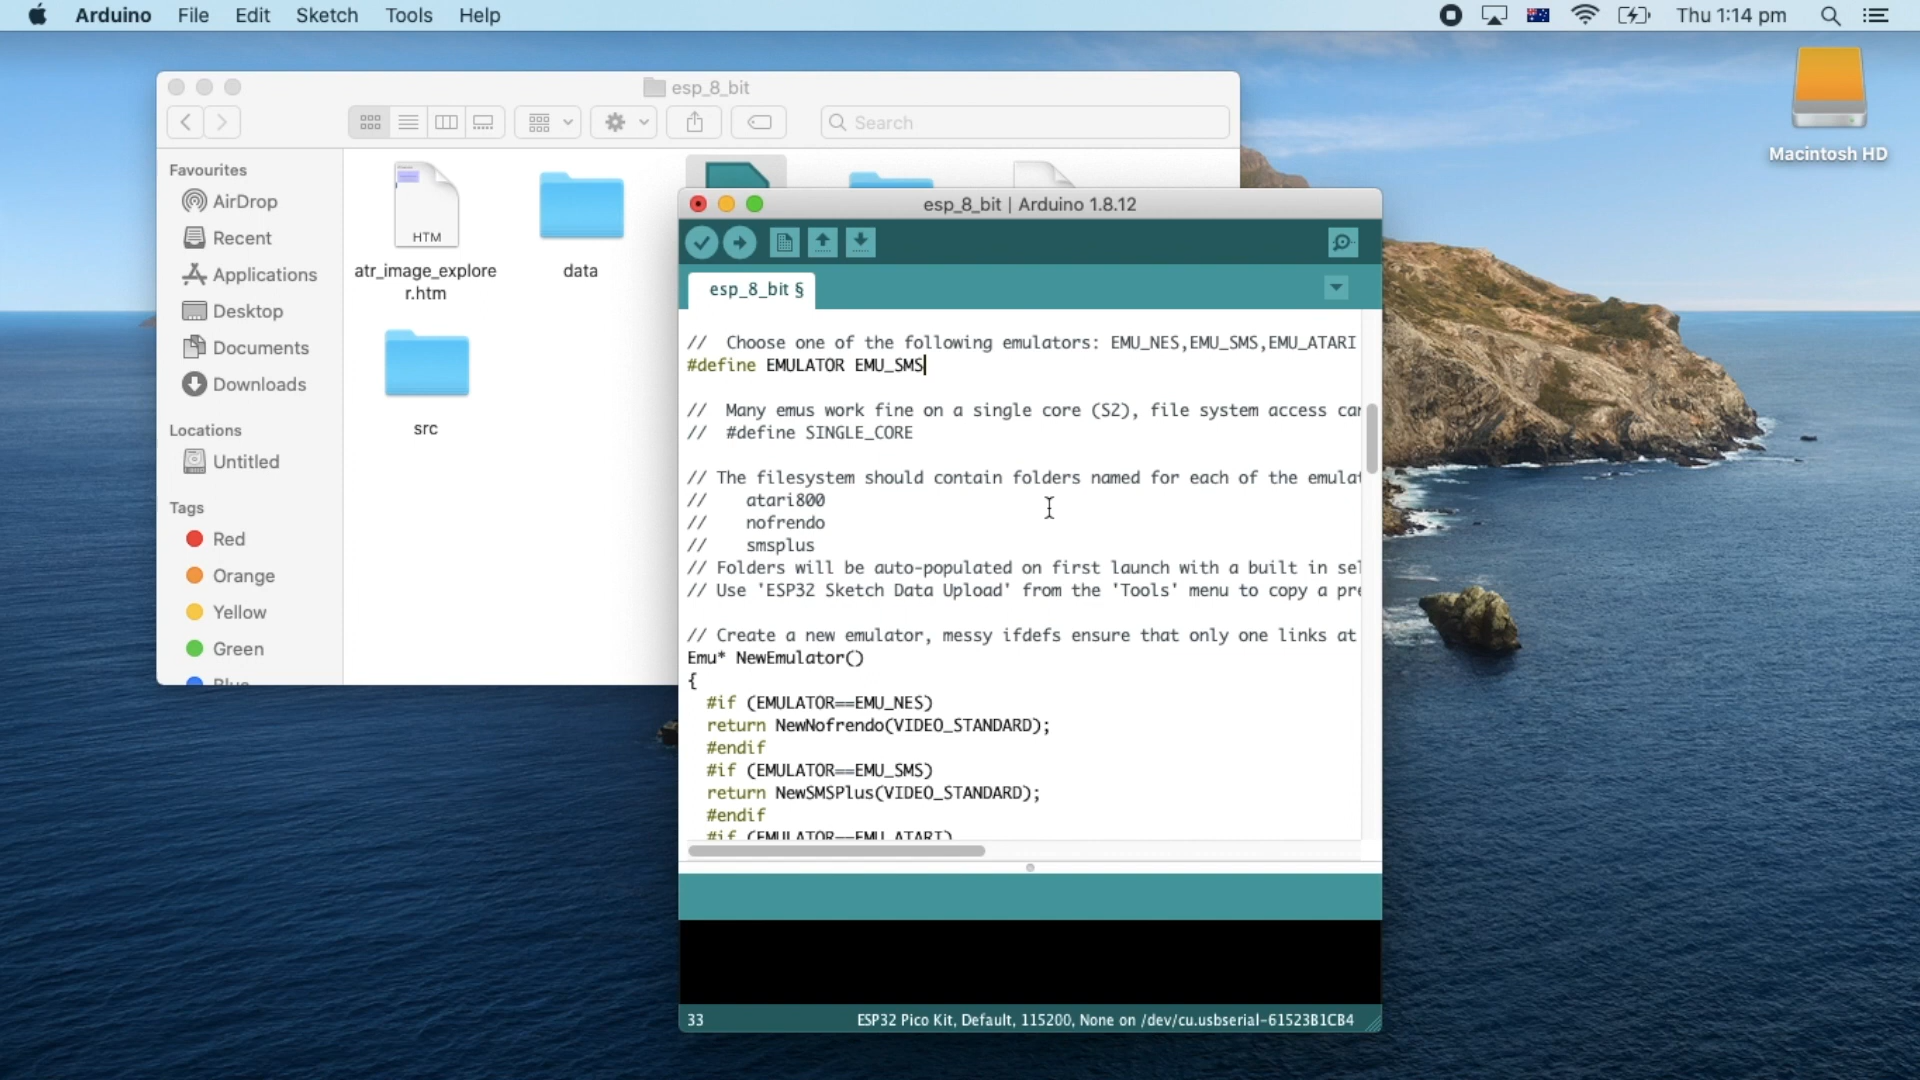 Arduino File Edit Sketch Tools Help Thu 1:14 pm
Macintosh HD
esp_8_bit
Search
Favourites
AirDrop
Recent
Applications
Desktop
Documents
Downloads
Locations
Untitled
Tags
Red
Orange
Yellow
Green
Blue
HTM
atr_image_explore
r.htm
data
src
esp_8_bit | Arduino 1.8.12
esp_8_bit §
//  Choose one of the following emulators: EMU_NES,EMU_SMS,EMU_ATARI
#define EMULATOR EMU_SMS
//  Many emus work fine on a single core (S2), file system access
//  #define SINGLE_CORE
// The filesystem should contain folders named for each of the
//    atari800
//    nofrendo
//    smsplus
// Folders will be auto-populated on first launch with a built in
// Use 'ESP32 Sketch Data Upload' from the 'Tools' menu to copy a
// Create a new emulator, messy ifdefs ensure that only one links at
Emu* NewEmulator()
{
  #if (EMULATOR==EMU_NES)
  return NewNofrendo(VIDEO_STANDARD);
  #endif
  #if (EMULATOR==EMU_SMS)
  return NewSMSPlus(VIDEO_STANDARD);
  #endif
  #if (EMULATOR==EMU_ATARI)
33 ESP32 Pico Kit, Default, 115200, None on /dev/cu.usbserial-61523B1CB4